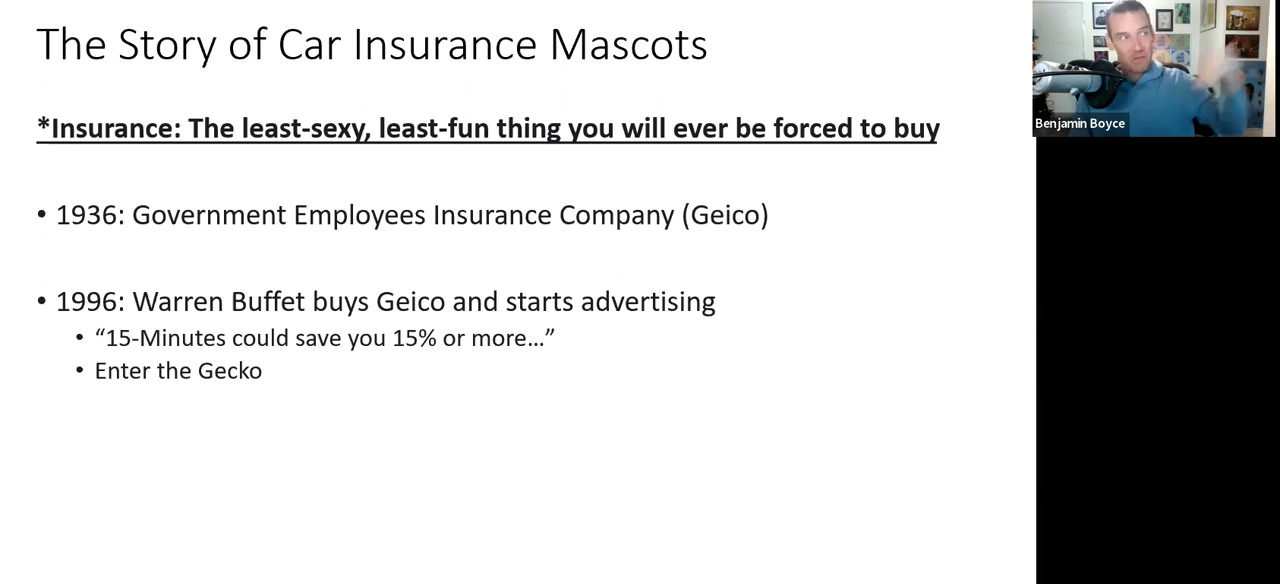 The Story of Car Insurance Mascots
*Insurance: The least-sexy, least-fun thing you will ever be forced to buy
• 1936: Government Employees Insurance Company (Geico)
• 1996: Warren Buffet buys Geico and starts advertising
• “15-Minutes could save you 15% or more…”
• Enter the Gecko
Benjamin Boyce